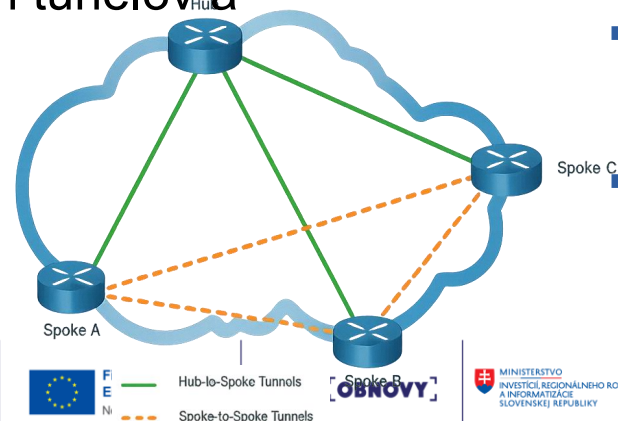 tunelov a
Hub
Spoke C
Spoke A
Spoke B
Hub-to-Spoke Tunnels
Spoke-to-Spoke Tunnels
OBNOVY
MINISTERSTVO
INVESTÍCIÍ, REGIONÁLNEHO RO
A INFORMATIZÁCIE
SLOVENSKEJ REPUBLIKY